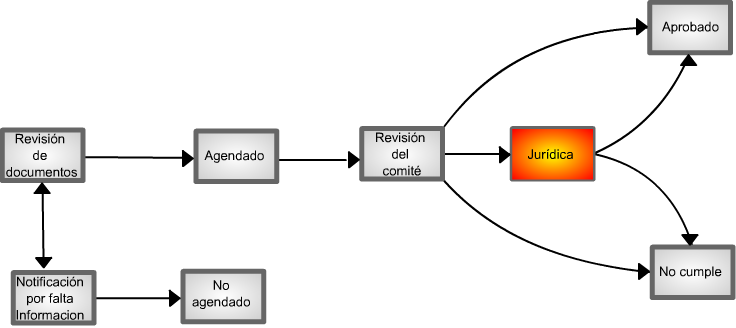 Aprobado
Revisión
de
documentos
Agendado
Revisión
del
comité
Jurídica
Notificación
por falta
Informacion
No
agendado
No cumple